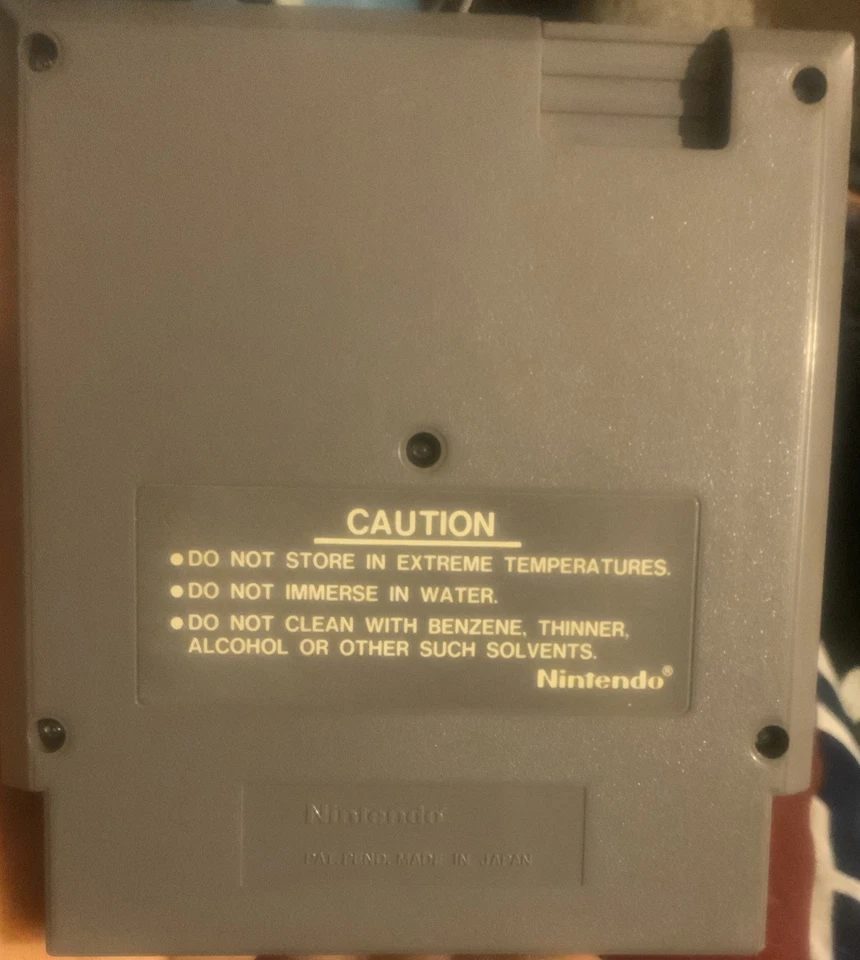 CAUTION
●DO NOT STORE IN EXTREME TEMPERATURES.
●DO NOT IMMERSE IN WATER.
●DO NOT CLEAN WITH BENZENE, THINNER,
ALCOHOL OR OTHER SUCH SOLVENTS.
Nintendo®
Nintendo
PAT. PEND. MADE IN JAPAN